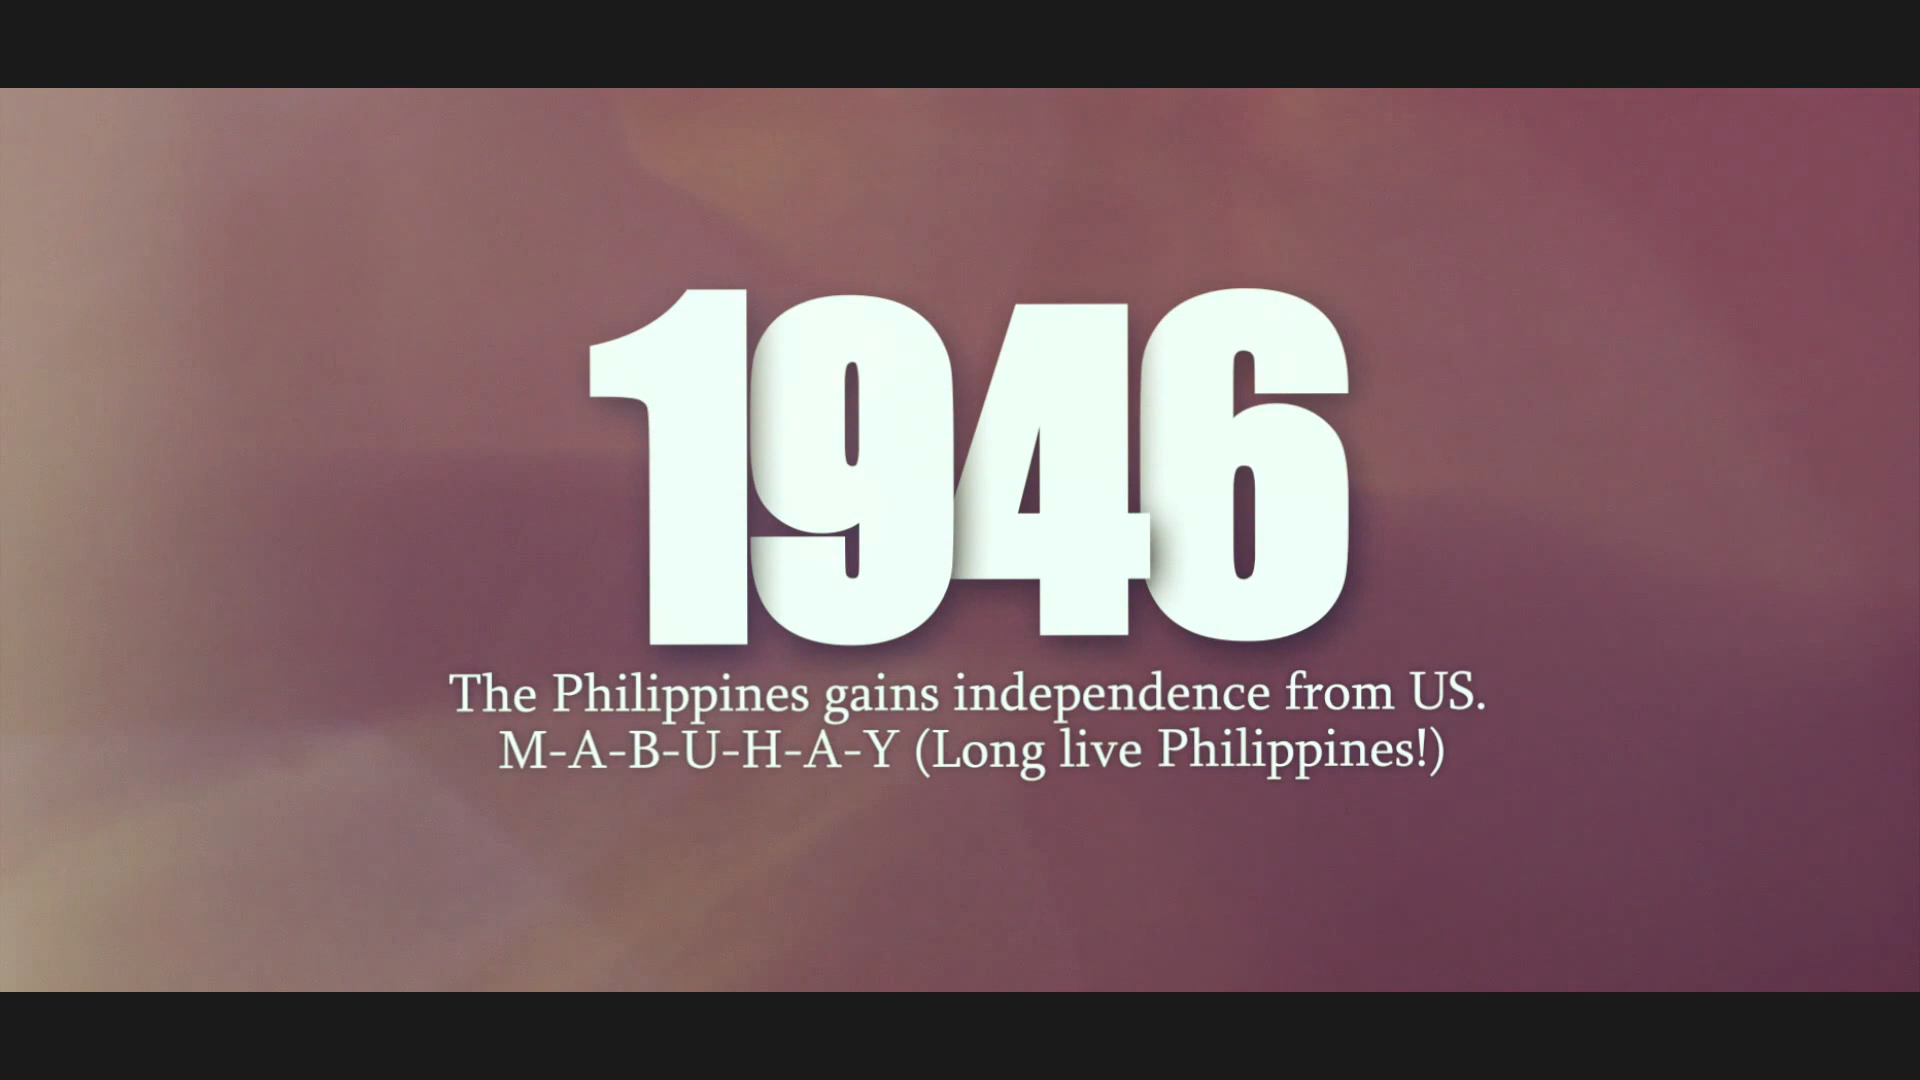 1946
The Philippines gains independence from US.
M-A-B-U-H-A-Y (Long live Philippines!)